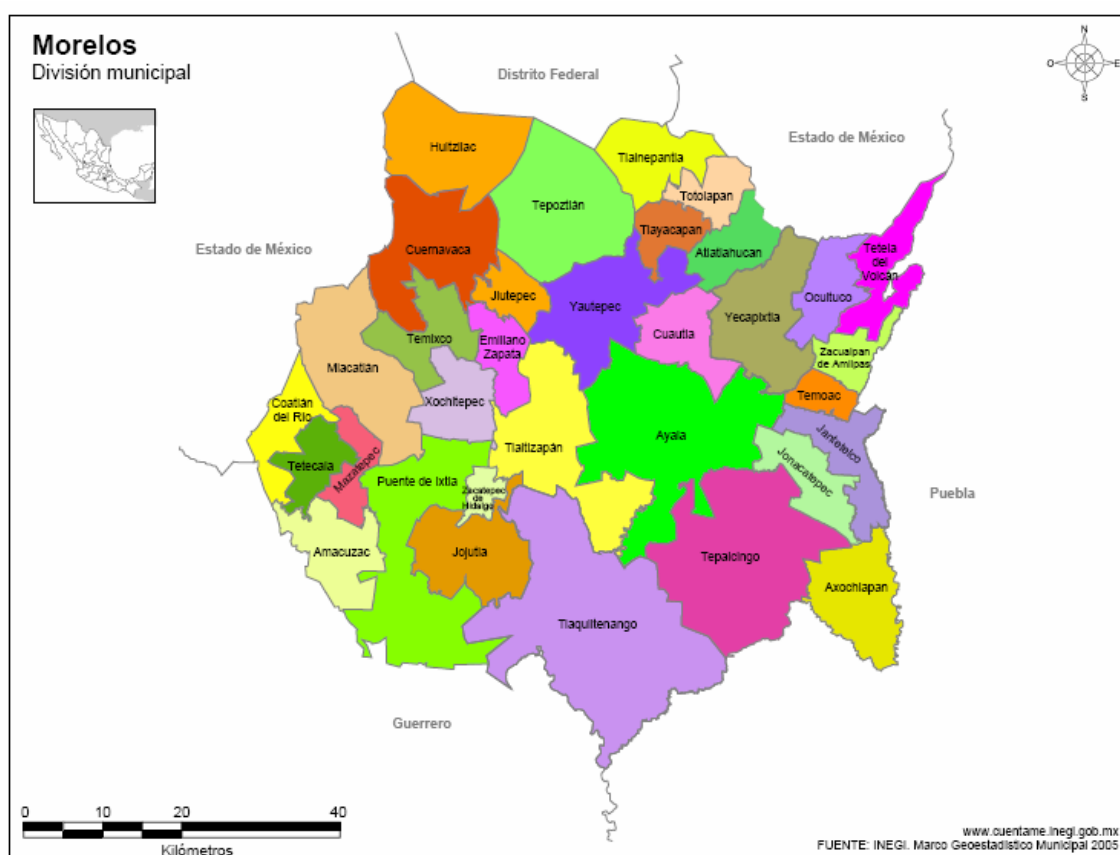 Morelos
División municipal
Distrito Federal
Estado de México
Estado de México
Puebla
Guerrero
N
O
E
S
Huitzilac
Tepoztlán
Tlalnepantla
Totolapan
Tlayacapan
Atlatlahucan
Cuernavaca
Jiutepec
Yautepec
Cuautla
Yecapixtla
Ocuituco
Tetela
del
Volcán
Zacualpan
de Amilpas
Temoac
Temixco
Emiliano
Zapata
Miacatlán
Xochitepec
Coatlán
del Río
Tetecala
Mazatepec
Puente de Ixtla
Zacatepec
de
Hidalgo
Tlaltizapán
Ayala
Jonacatepec
Jantetelco
Amacuzac
Jojutla
Tepalcingo
Axochiapan
Tlaquiltenango
0 10 20 40
Kilómetros
www.cuentame.inegi.gob.mx
FUENTE: INEGI. Marco Geoestadístico Municipal 2005